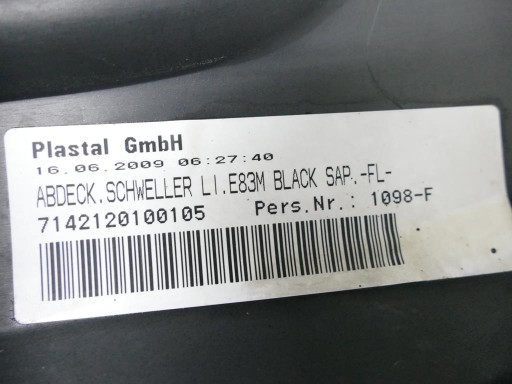 Plastal GmbH
16.06.2009 06:27:40
ABDECK.SCHWELLER LI.E83M BLACK SAP.-FL-
7142120100105 Pers.Nr.: 1098-F